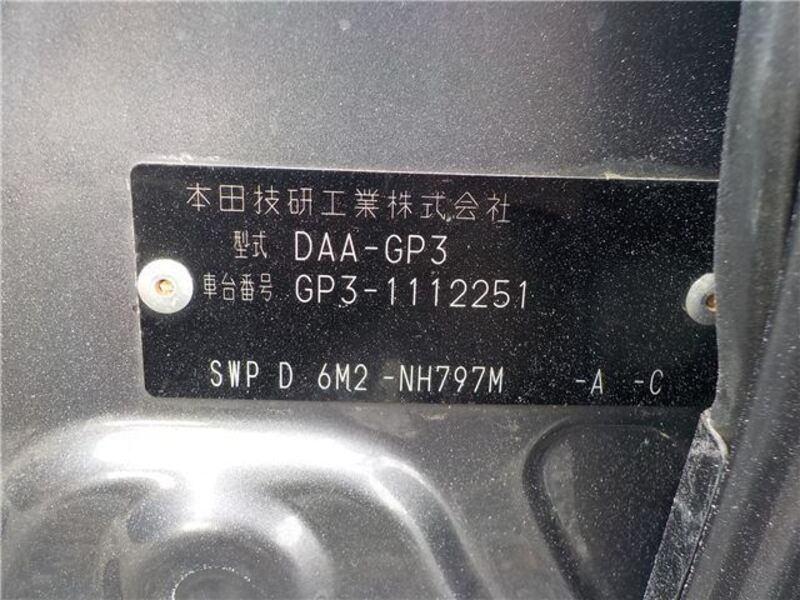 本田技研工業株式会社
型式 DAA-GP3
車台番号 GP3-1112251
SWP D 6M2 -NH797M -A -C